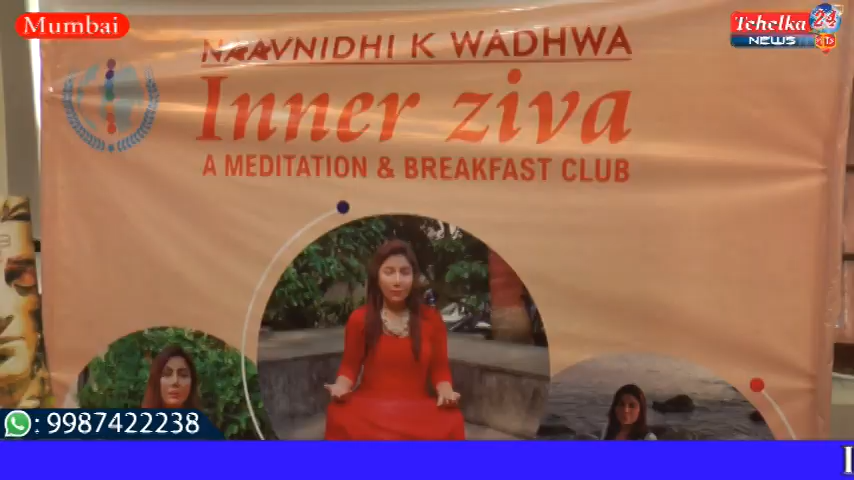 Mumbai
Tehelka 24
NEWS
NAAVNIDHI K WADHWA
Inner ziva
A MEDITATION & BREAKFAST CLUB
: 9987422238